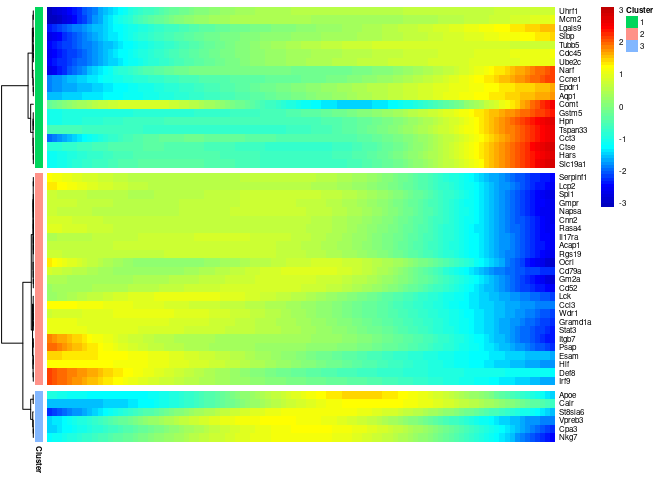 Uhrf1
Mcm2
Lgals9
Slbp
Tubb5
Cdc45
Ube2c
Narf
Ccne1
Epdr1
Aqp1
Comt
Gstm5
Hpn
Tspan33
Cct3
Ctse
Hars
Slc19a1
Serpinf1
Lcp2
Spi1
Gmpr
Napsa
Cnn2
Rasa4
Il17ra
Acap1
Rgs19
Ocrl
Cd79a
Gm2a
Cd52
Lck
Ccl3
Wdr1
Gramd1a
Stat3
Itgb7
Psap
Esam
Hlf
Def8
Irf9
Apoe
Calr
St8sia6
Vpreb3
Cpa3
Nkg7
Cluster
3
2
1
0
-1
-2
-3
Cluster
1
2
3